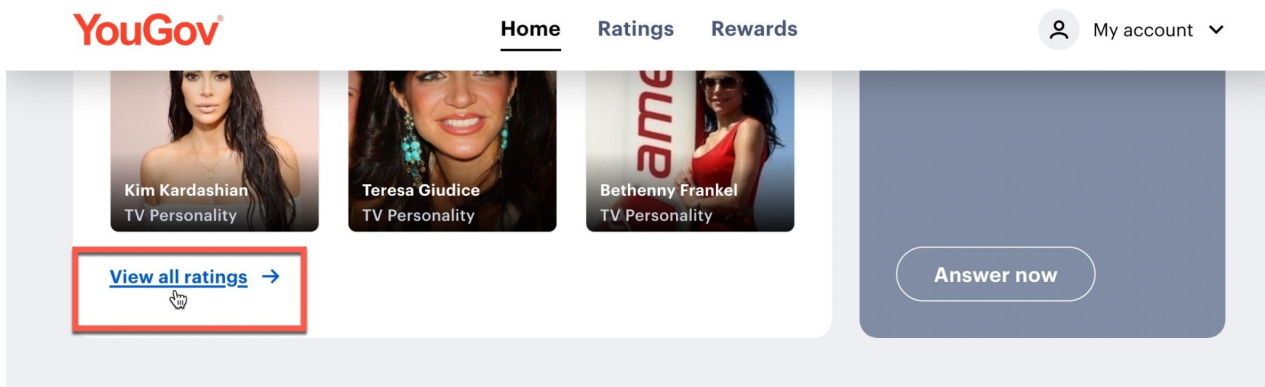 YouGov
Home Ratings Rewards
My account
ame
Kim Kardashian
TV Personality
Teresa Giudice
TV Personality
Bethenny Frankel
TV Personality
View all ratings →
Answer now